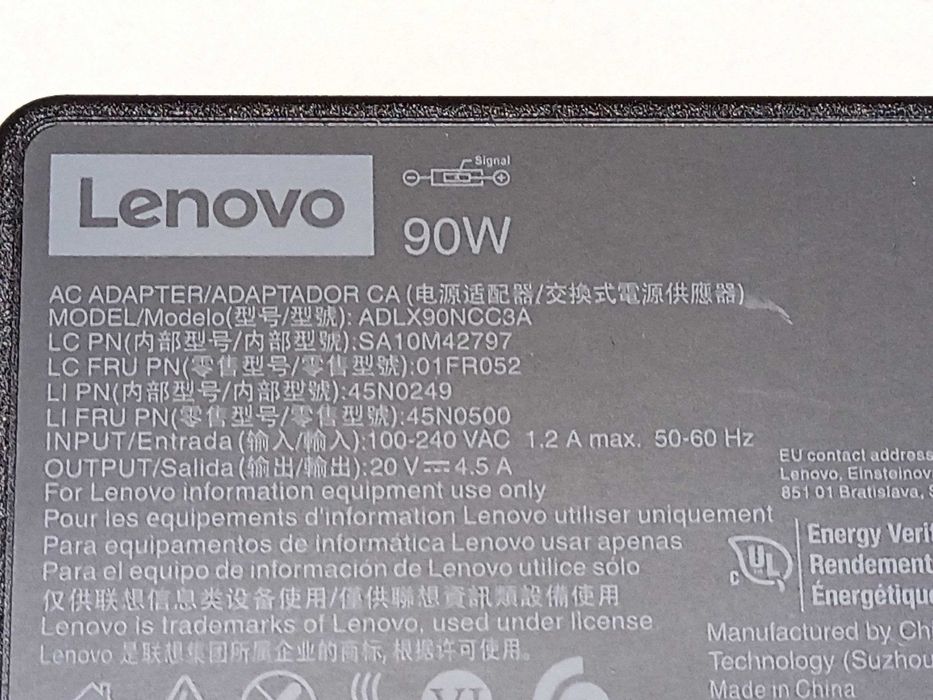 Lenovo
Signal
90W
AC ADAPTER/ADAPTADOR CA (电源适配器/交換式電源供應器)
MODEL/Modelo(型号/型號): ADLX90NCC3A
LC PN(内部型号/内部型號):SA10M42797
LC FRU PN(零售型号/零售型號):01FR052
LI PN(内部型号/内部型號):45N0249
LI FRU PN(零售型号/零售型號):45N0500
INPUT/Entrada (输入/輸入):100-240 VAC 1.2 A max. 50-60 Hz
OUTPUT/Salida (输出/輸出):20 V⎓4.5 A
For Lenovo information equipment use only
Pour les equipements d'information Lenovo utiliser uniquement
Para equipamentos de informática Lenovo usar apenas
Para el equipo de información de Lenovo utilice sólo
仅供联想信息类设备使用/僅供聯想資訊類設備使用
Lenovo is trademarks of Lenovo, used under license
Lenovo 是联想集团所属企业的商标, 根据许可使用。
EU contact address
Lenovo, Einsteinov
851 01 Bratislava, S
c UL
Energy Verif
Rendement
Énergétique
Manufactured by Chi
Technology (Suzhou
Made in China
VI